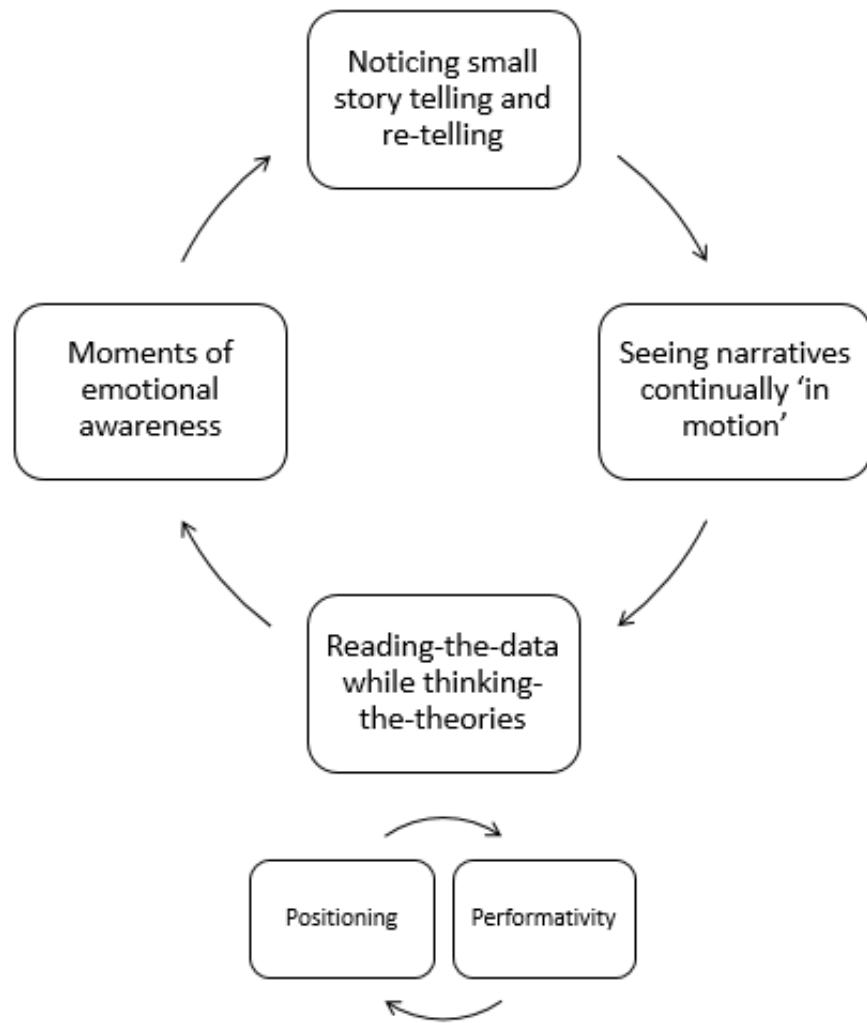 Noticing small
story telling and
re-telling
Moments of
emotional
awareness
Seeing narratives
continually ‘in
motion’
Reading-the-data
while thinking-
the-theories
Positioning
Performativity